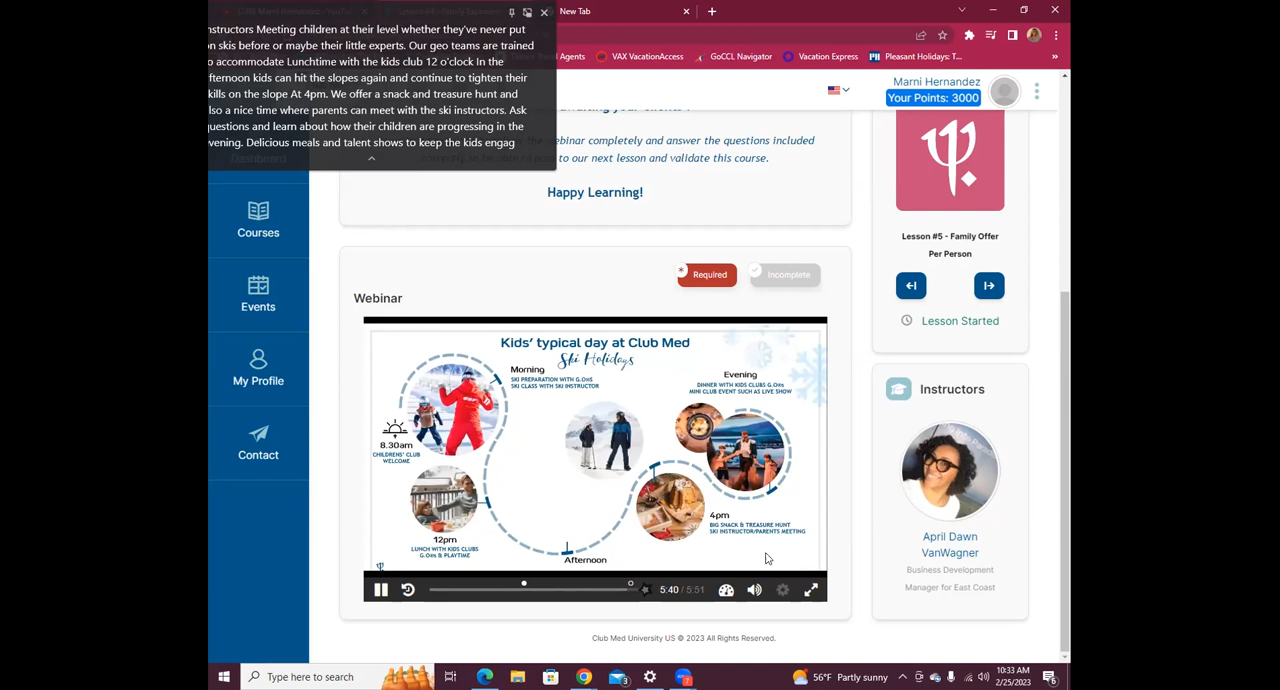 New Tab
nstructors Meeting children at their level whether they've never put
on skis before or maybe their little experts. Our geo teams are trained
o accommodate Lunchtime with the kids club 12 o'clock In the
fternoon kids can hit the slopes again and continue to tighten their
kills on the slope At 4pm. We offer a snack and treasure hunt and
lso a nice time where parents can meet with the ski instructors. Ask
questions and learn about how their children are progressing in the
vening. Delicious meals and talent shows to keep the kids engag
Agents
VAX VacationAccess
GoCCL Navigator
Vacation Express
Pleasant Holidays: T...
»
Marni Hernandez
Your Points: 3000
Dashboard
Courses
Events
My Profile
Contact
ebinar completely and answer the questions included
to our next lesson and validate this course.
Happy Learning!
Required
Incomplete
Webinar
Kids' typical day at Club Med
Ski Holidays
Morning
SKI PREPARATION WITH G.O®S
SKI CLASS WITH SKI INSTRUCTOR
Evening
DINNER WITH KIDS CLUBS G.O®S
MINI CLUB EVENT SUCH AS LIVE SHOW
8.30am
CHILDRENS' CLUB
WELCOME
12pm
LUNCH WITH KIDS CLUBS
G.O®S & PLAYTIME
4pm
BIG SNACK & TREASURE HUNT
SKI INSTRUCTOR/PARENTS MEETING
Afternoon
5:40 / 5:51
Lesson #5 - Family Offer
Per Person
Lesson Started
Instructors
April Dawn
VanWagner
Business Development
Manager for East Coast
Club Med University US © 2023 All Rights Reserved.
Type here to search
3
7
56°F Partly sunny
10:33 AM
2/25/2023
6